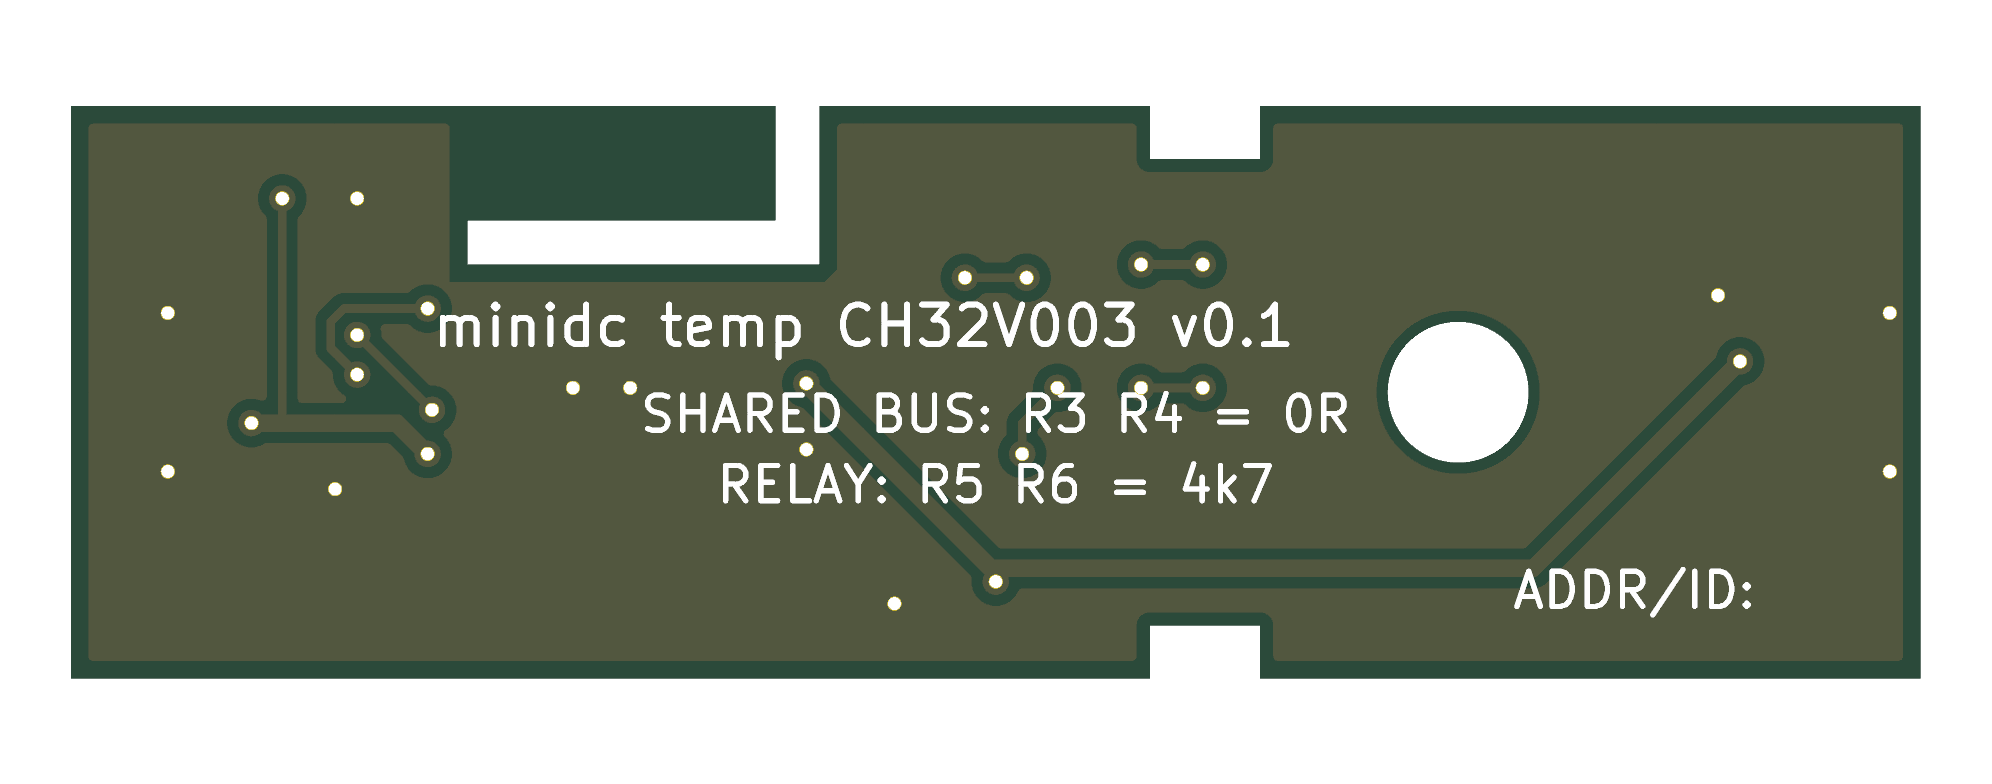 minidc temp CH32V003 v0.1
SHARED BUS: R3 R4 = 0R
RELAY: R5 R6 = 4k7
ADDR/ID: